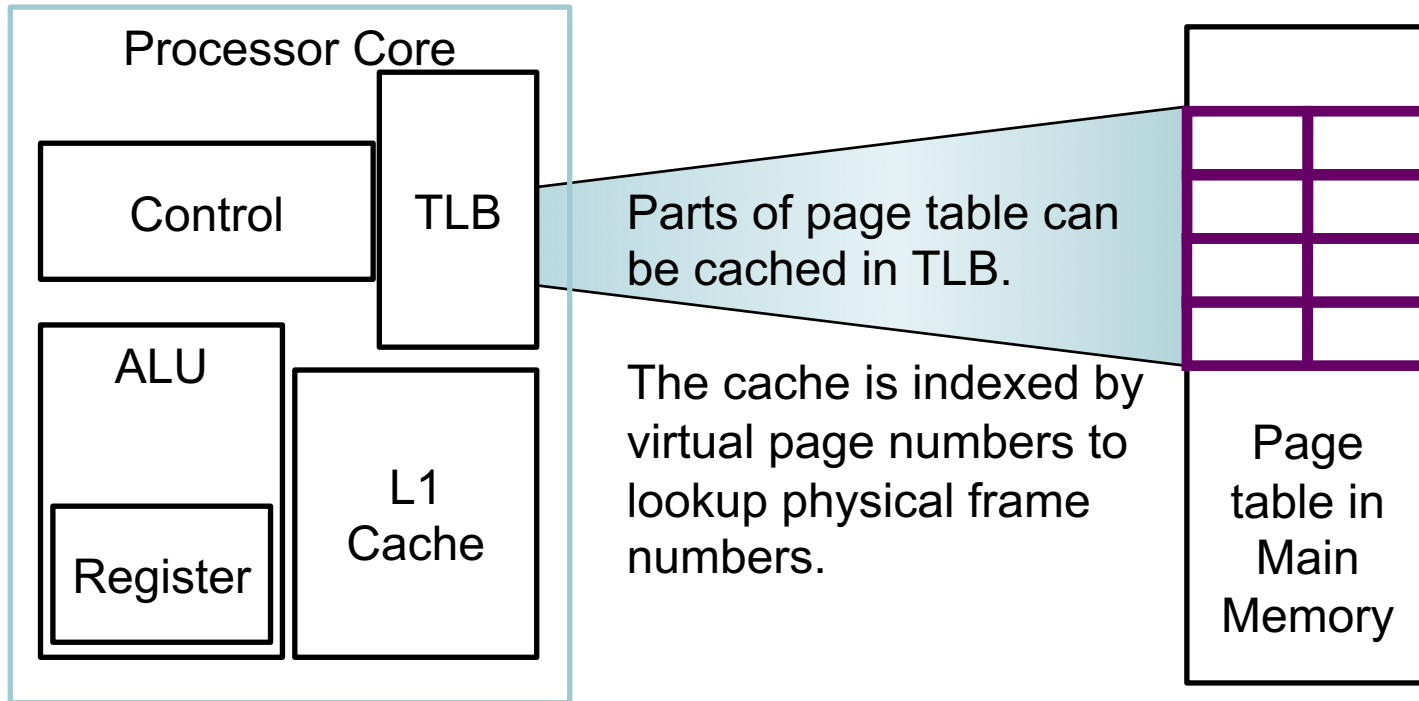 Processor Core
Control
TLB
ALU
Register
L1
Cache
Parts of page table can
be cached in TLB.
The cache is indexed by
virtual page numbers to
lookup physical frame
numbers.
Page
table in
Main
Memory